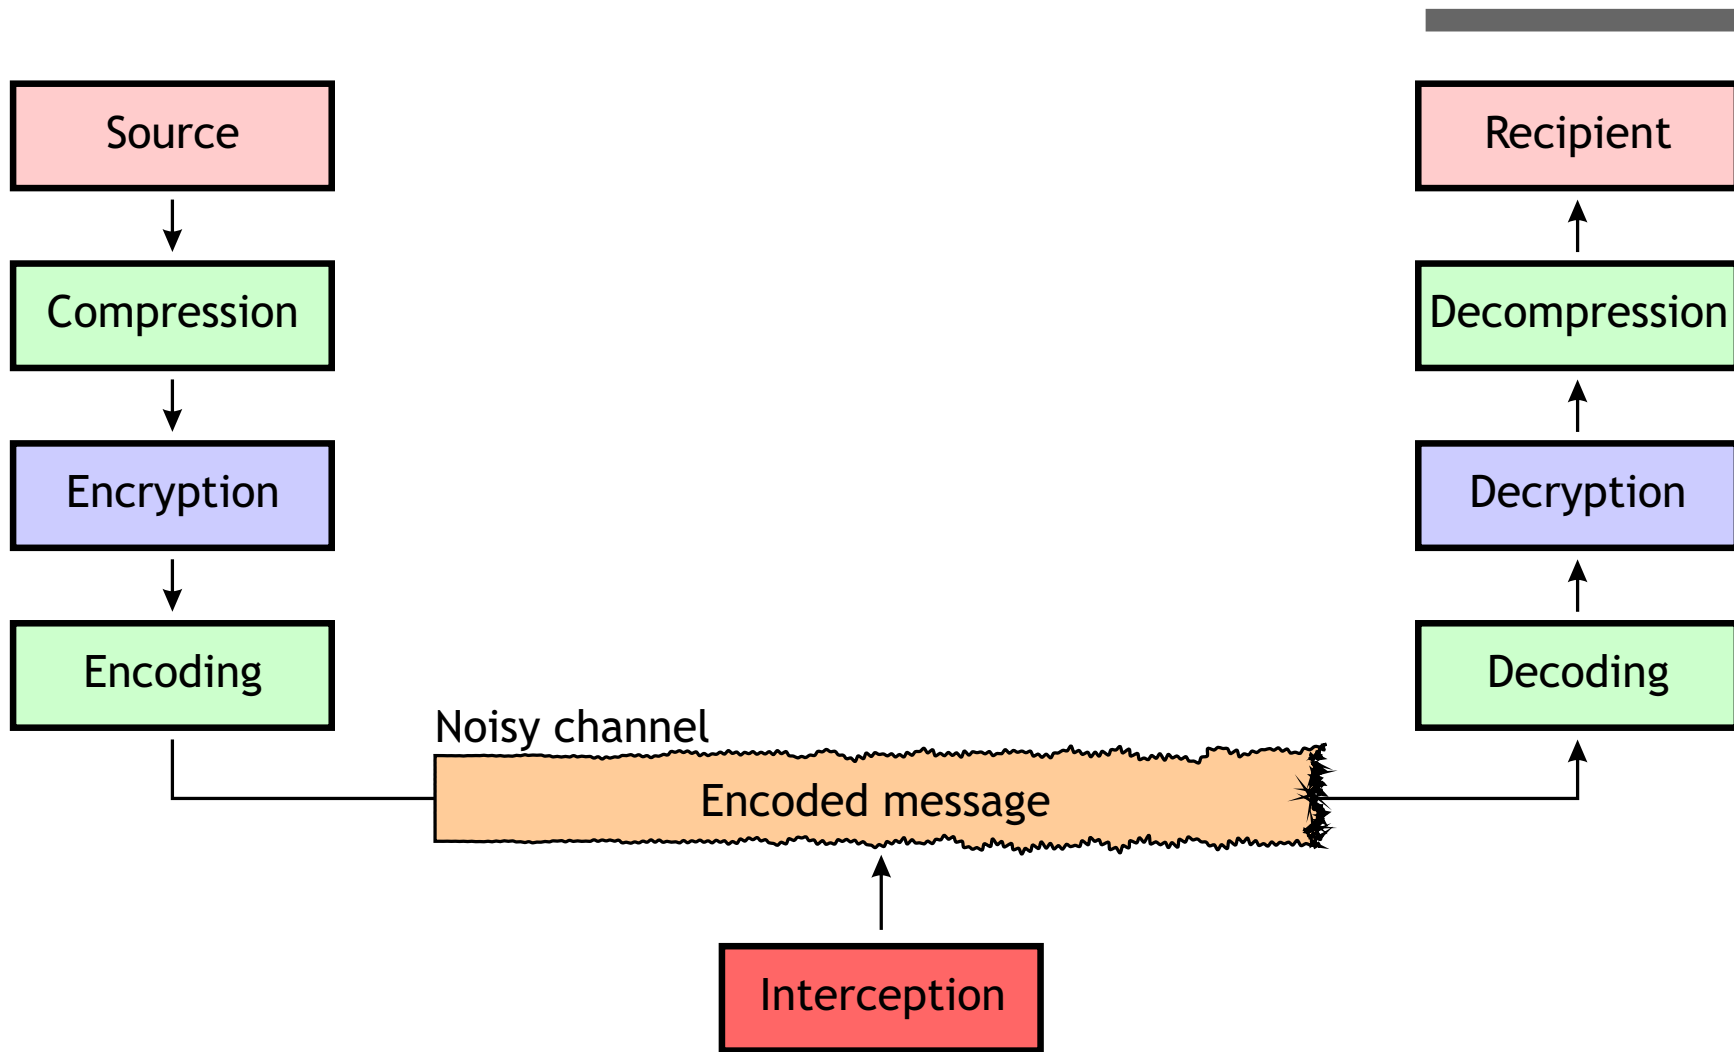 Source
Compression
Encryption
Encoding
Noisy channel
Encoded message
Interception
Recipient
Decompression
Decryption
Decoding